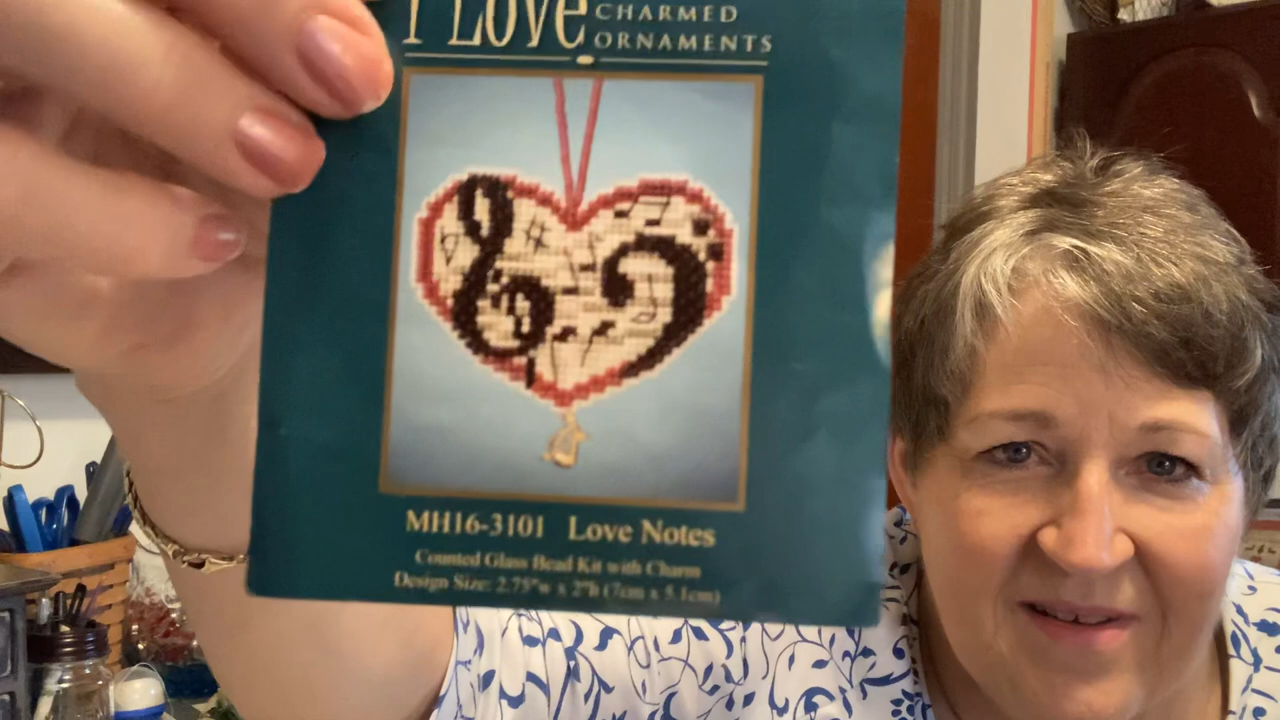 I Love CHARMED
ORNAMENTS
MH16-3101 Love Notes
Counted Glass Bead Kit with Charm
Design Size: 2.75"w x 2"h (7cm x 5.1cm)